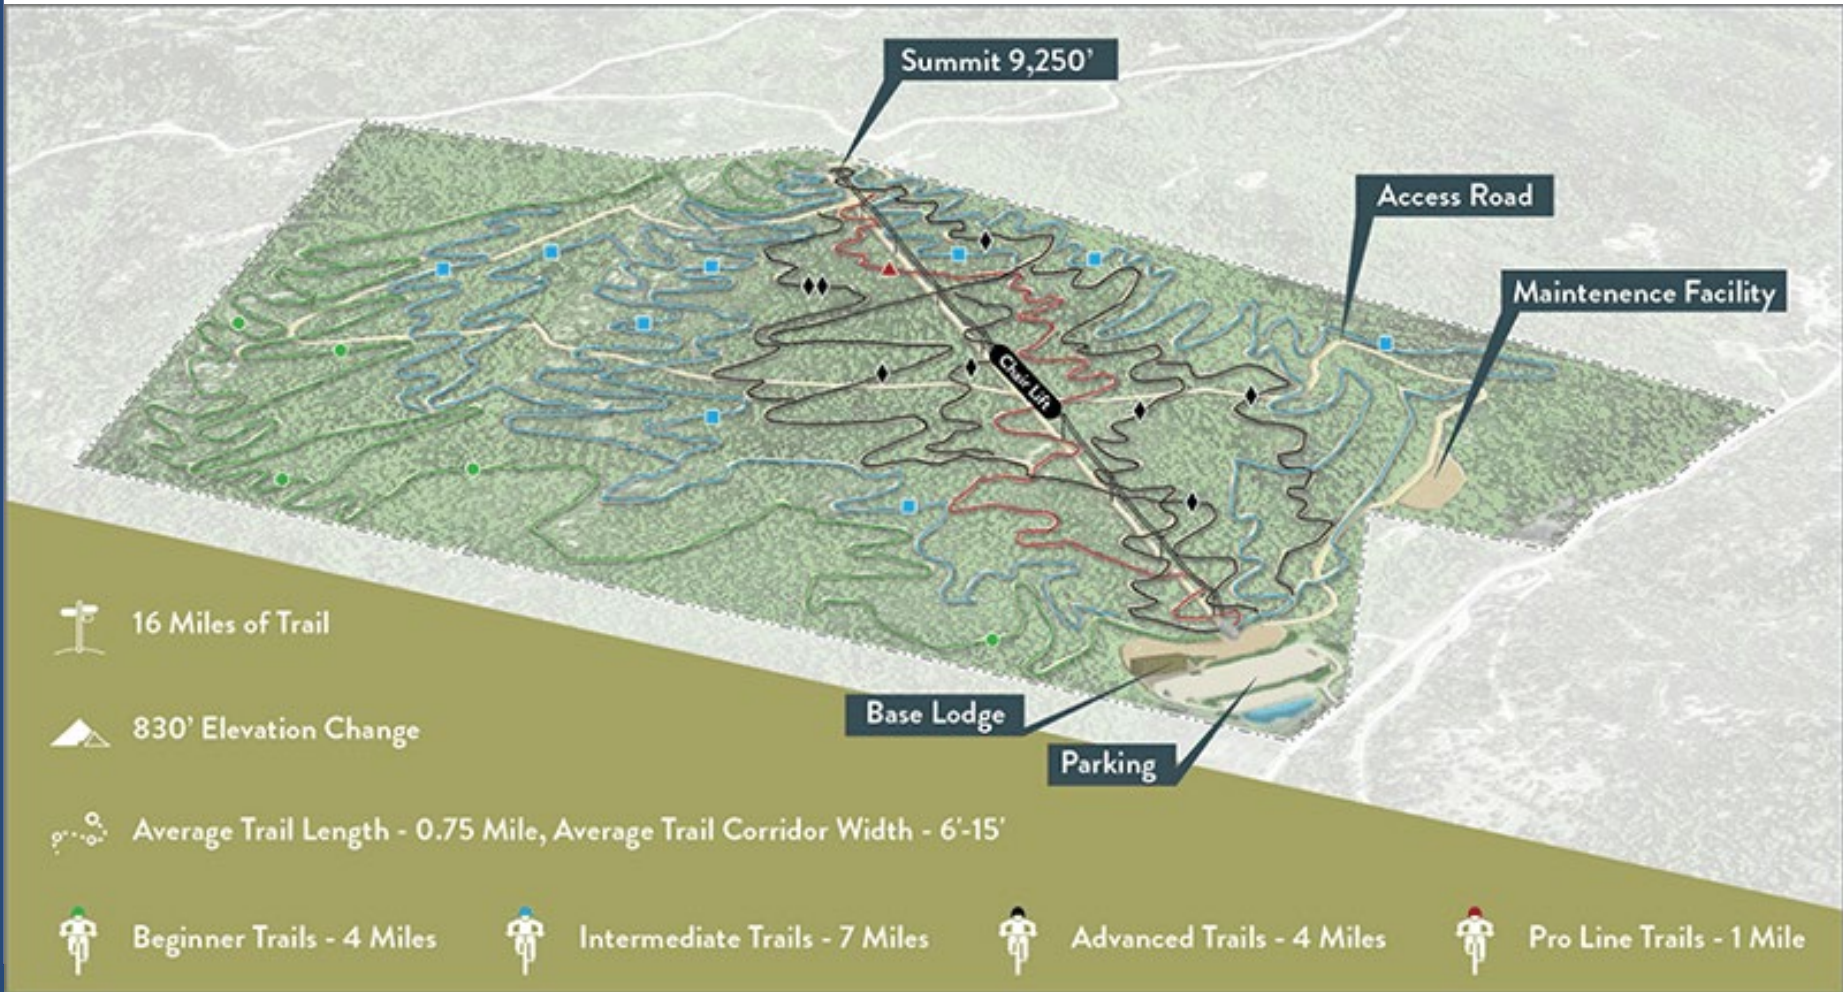 Summit 9,250’
Access Road
Maintenence Facility
Chair Lift
Base Lodge
Parking
16 Miles of Trail
830’ Elevation Change
Average Trail Length - 0.75 Mile, Average Trail Corridor Width - 6'-15'
Beginner Trails - 4 Miles
Intermediate Trails - 7 Miles
Advanced Trails - 4 Miles
Pro Line Trails - 1 Mile